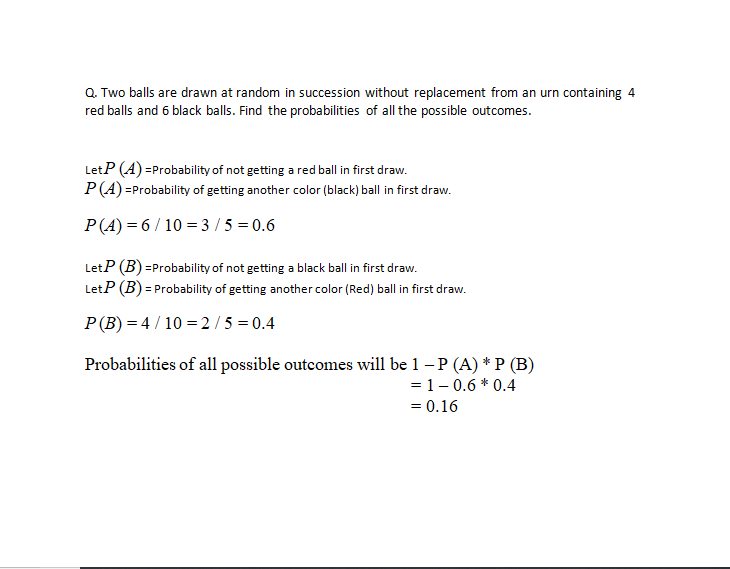 Q. Two balls are drawn at random in succession without replacement from an urn containing 4
red balls and 6 black balls. Find the probabilities of all the possible outcomes.
Let P (A) =Probability of not getting a red ball in first draw.
P (A) =Probability of getting another color (black) ball in first draw.
P (A) = 6 / 10 = 3 / 5 = 0.6
Let P (B) =Probability of not getting a black ball in first draw.
Let P (B) = Probability of getting another color (Red) ball in first draw.
P (B) = 4 / 10 = 2 / 5 = 0.4
Probabilities of all possible outcomes will be 1 – P (A) * P (B)
= 1 – 0.6 * 0.4
= 0.16